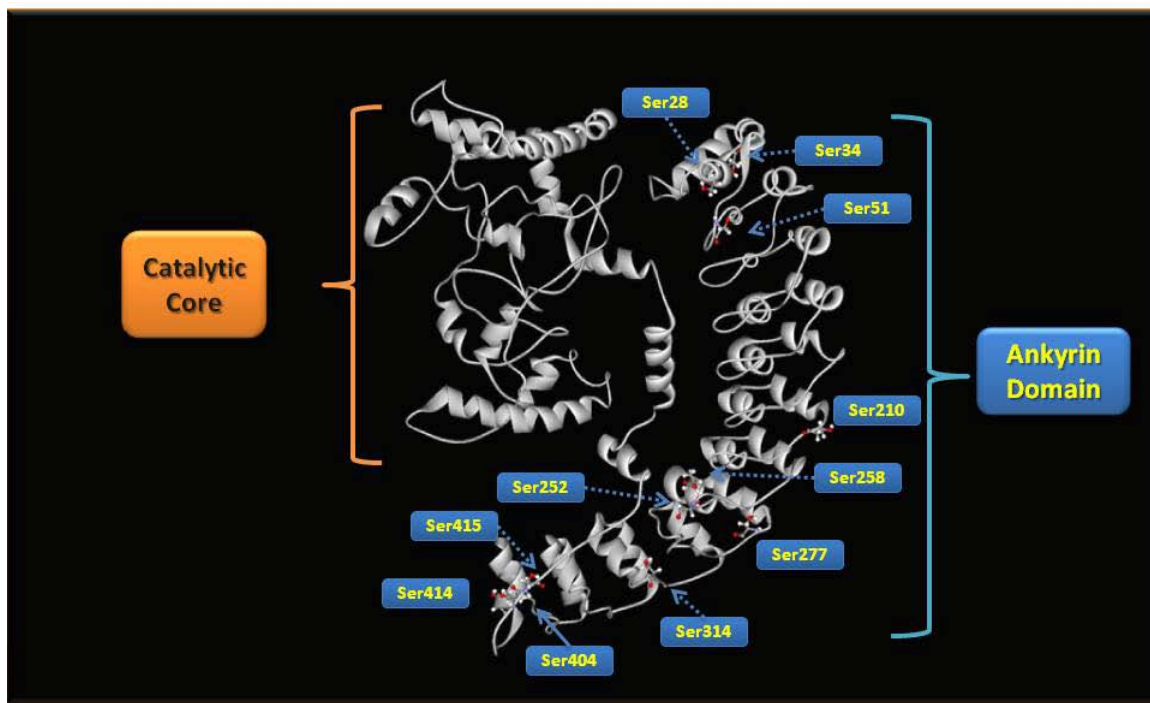 Ser28
Ser34
Ser51
Catalytic
Core
Ankyrin
Domain
Ser210
Ser258
Ser252
Ser415
Ser277
Ser414
Ser314
Ser404